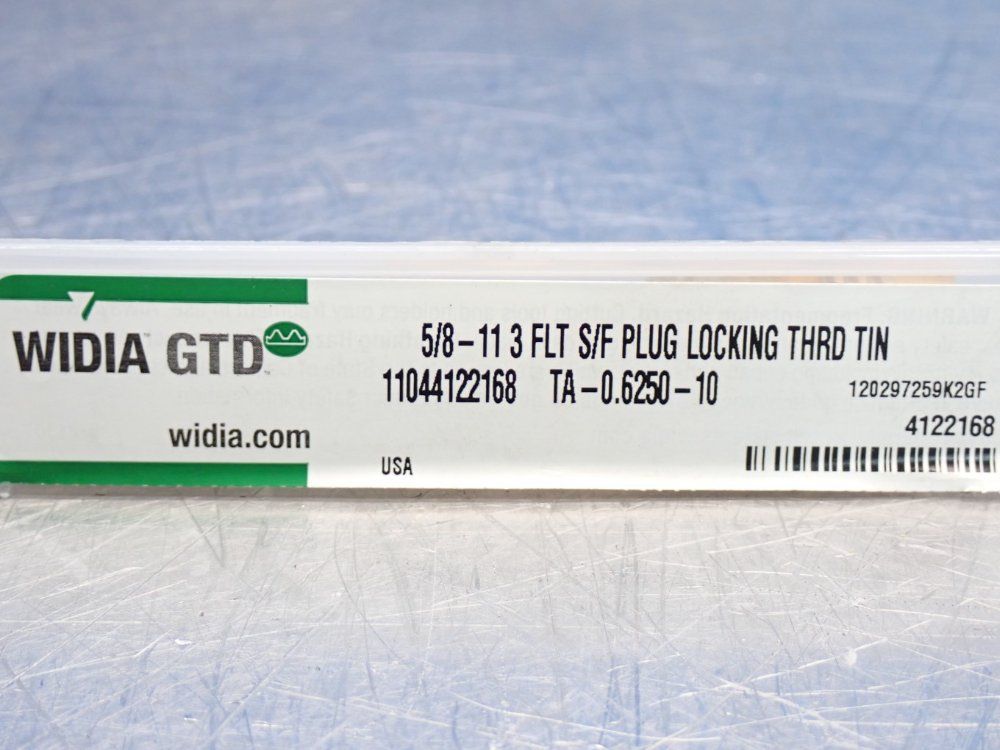 WIDIA GTD
widia.com
5/8-11 3 FLT S/F PLUG LOCKING THRD TIN
11044122168 TA-0.6250-10
120297259K2GF
4122168
USA